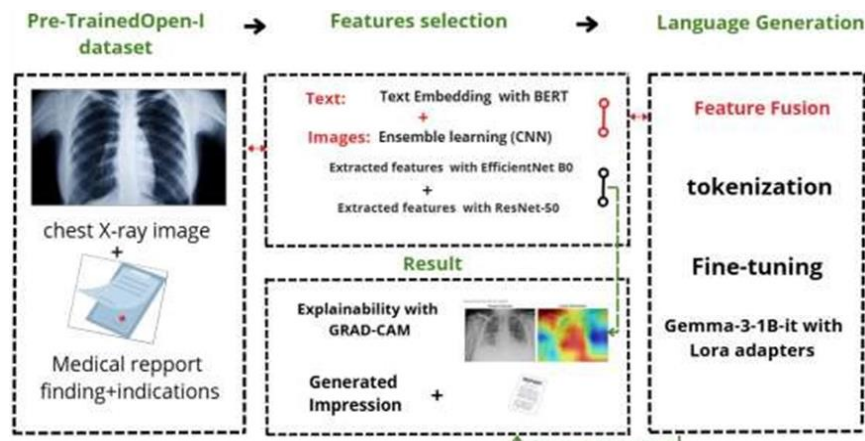 Pre-TrainedOpen-I
dataset
Features selection
Language Generation
chest X-ray image
+
Medical repport
finding+indications
Text: Text Embedding with BERT
+
Images: Ensemble learning (CNN)
Extracted features with EfficientNet B0
+
Extracted features with ResNet-50
Result
Explainability with
GRAD-CAM
Generated
Impression +
Feature Fusion
tokenization
Fine-tuning
Gemma-3-1B-it with
Lora adapters